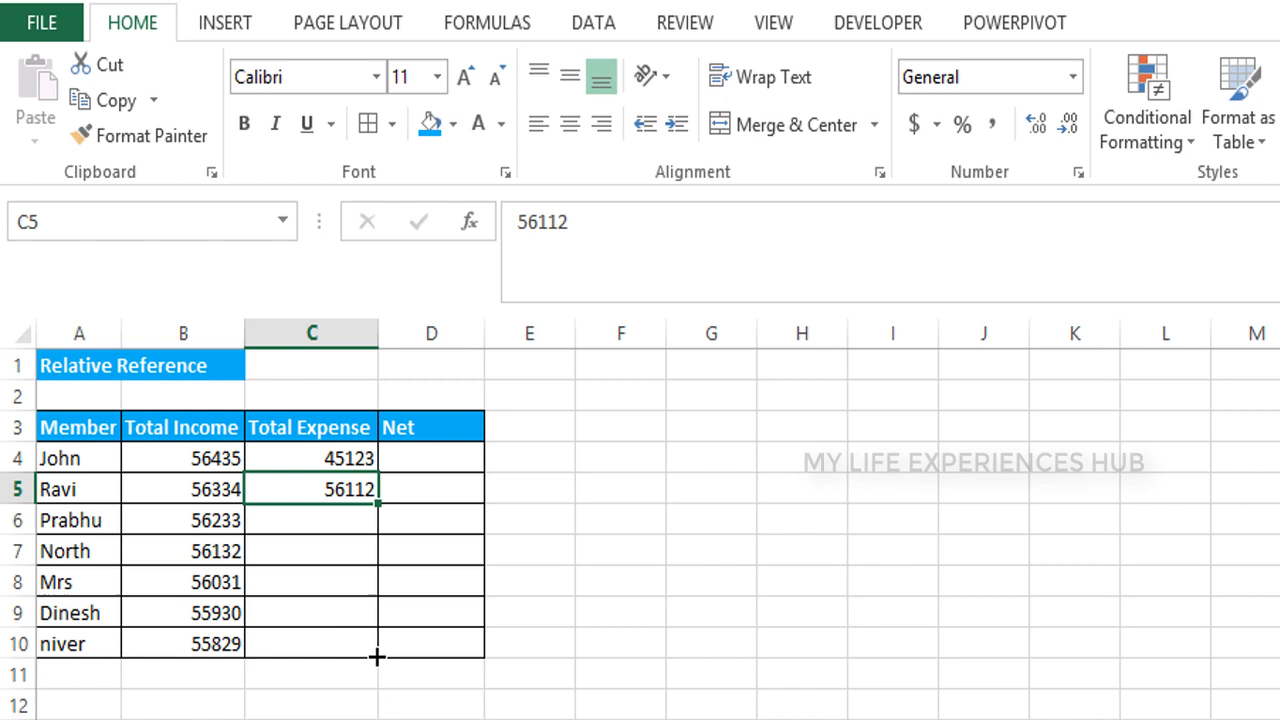 FILE HOME INSERT PAGE LAYOUT FORMULAS DATA REVIEW VIEW DEVELOPER POWERPIVOT
Paste
Cut
Copy
Format Painter
Clipboard
Calibri 11
B I U A
Font
Wrap Text
Merge & Center
Alignment
General
$ % ,
Number
Conditional
Formatting
Format as
Table
Styles
C5 fx 56112
A B C D E F G H I J K L M
1 Relative Reference
2
3 Member Total Income Total Expense Net
4 John 56435 45123
MY LIFE EXPERIENCES HUB
5 Ravi 56334 56112
6 Prabhu 56233
7 North 56132
8 Mrs 56031
9 Dinesh 55930
10 niver 55829
11
12